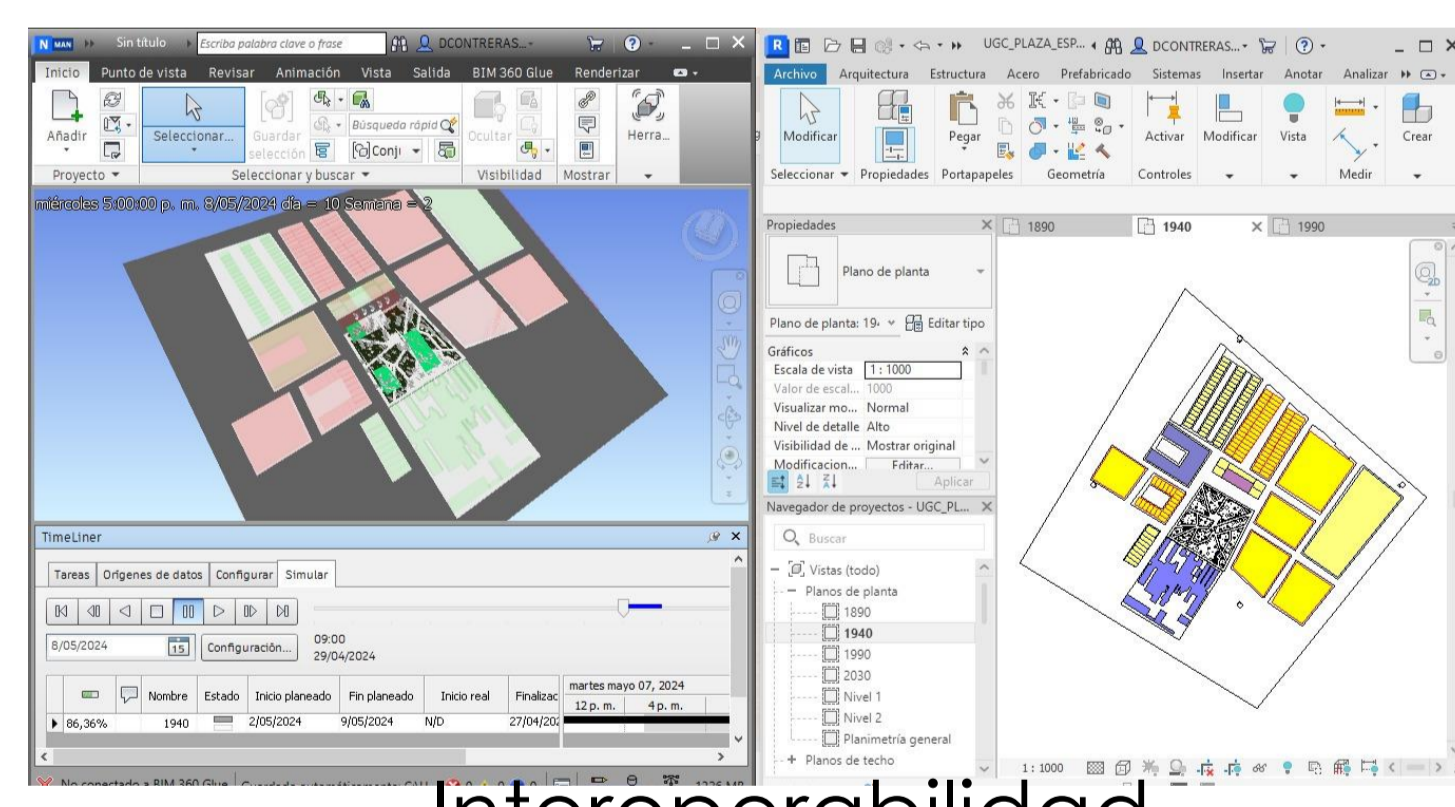 N MAN Sin título Escriba palabra clave o frase DCONTRERAS...
Inicio Punto de vista Revisar Animación Vista Salida BIM 360 Glue Renderizar
Añadir Seleccionar... Guardar selección Búsqueda rápid Conju Ocultar Herra...
Proyecto Seleccionar y buscar Visibilidad Mostrar
miércoles 5:00:00 p. m. 8/05/2024 día = 10 Semana = 2
TimeLiner
Tareas Orígenes de datos Configurar Simular
8/05/2024 15 Configuración... 09:00
29/04/2024
Nombre Estado Inicio planeado Fin planeado Inicio real Finalizac martes mayo 07, 2024
12 p. m. 4 p. m.
86,36% 1940 2/05/2024 9/05/2024 N/D 27/04/202
No conectado a BIM 360 Glue
R UGC_PLAZA_ESP... DCONTRERAS...
Archivo Arquitectura Estructura Acero Prefabricado Sistemas Insertar Anotar Analizar
Modificar Pegar Activar Modificar Vista Crear
Seleccionar Propiedades Portapapeles Geometría Controles Medir
Propiedades 1890 1940 1990
Plano de planta
Plano de planta: 19 Editar tipo
Gráficos
Escala de vista 1 : 1000
Valor de escal... 1000
Visualizar mo... Normal
Nivel de detalle Alto
Visibilidad de ... Mostrar original
Modificacion... Editar...
Aplicar
Navegador de proyectos - UGC_PL...
Buscar
Vistas (todo)
Planos de planta
1890
1940
1990
2030
Nivel 1
Nivel 2
Planimetría general
Planos de techo
1 : 1000
2D
Interoperabilidad